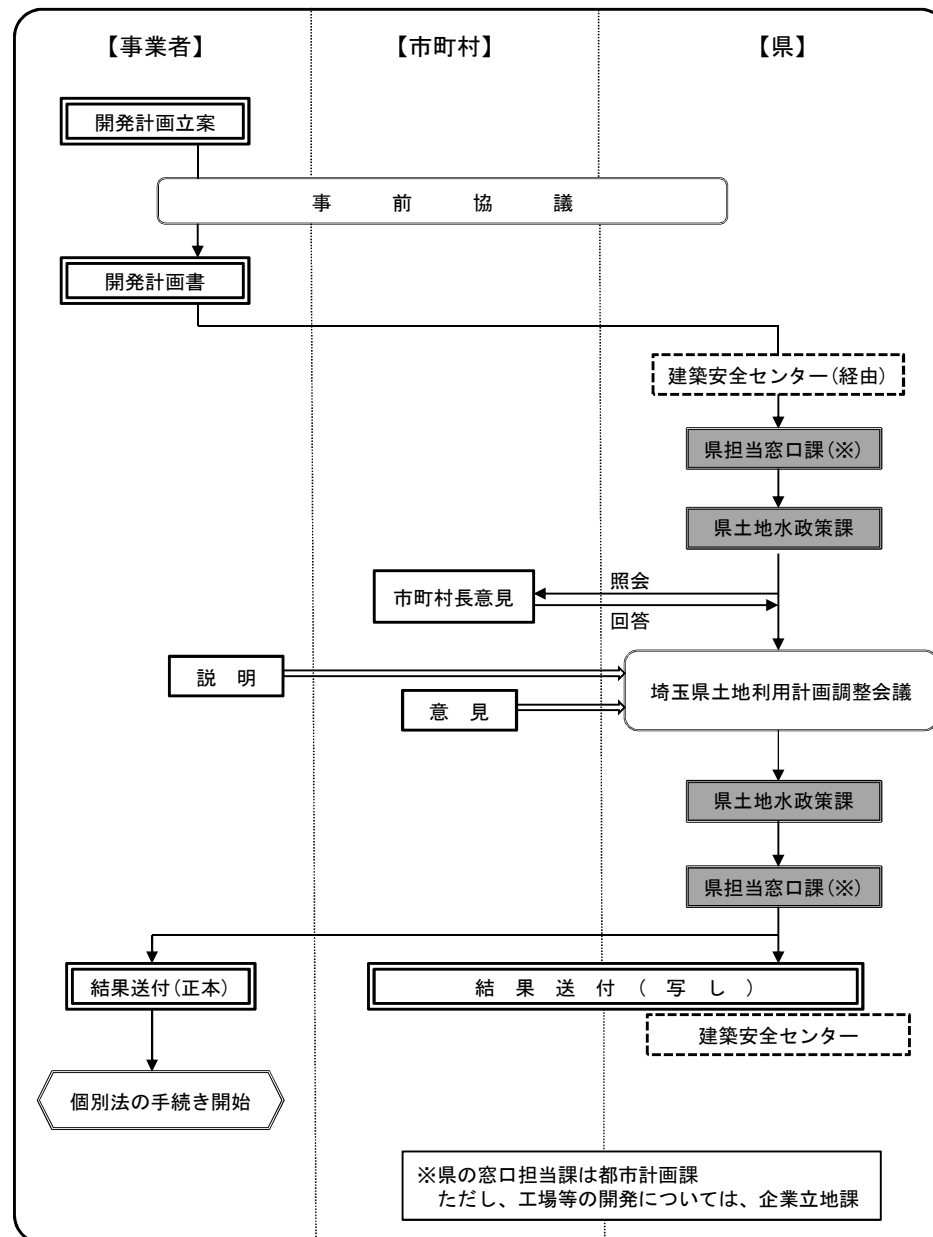 【事業者】
【市町村】
【県】
開発計画立案
事前協議
開発計画書
建築安全センター(経由)
県担当窓口課(※)
県土地水政策課
照会
市町村長意見
回答
説明
埼玉県土地利用計画調整会議
意見
県土地水政策課
県担当窓口課(※)
結果送付(正本)
結果送付(写し)
建築安全センター
個別法の手続き開始
※県の窓口担当課は都市計画課
ただし、工場等の開発については、企業立地課